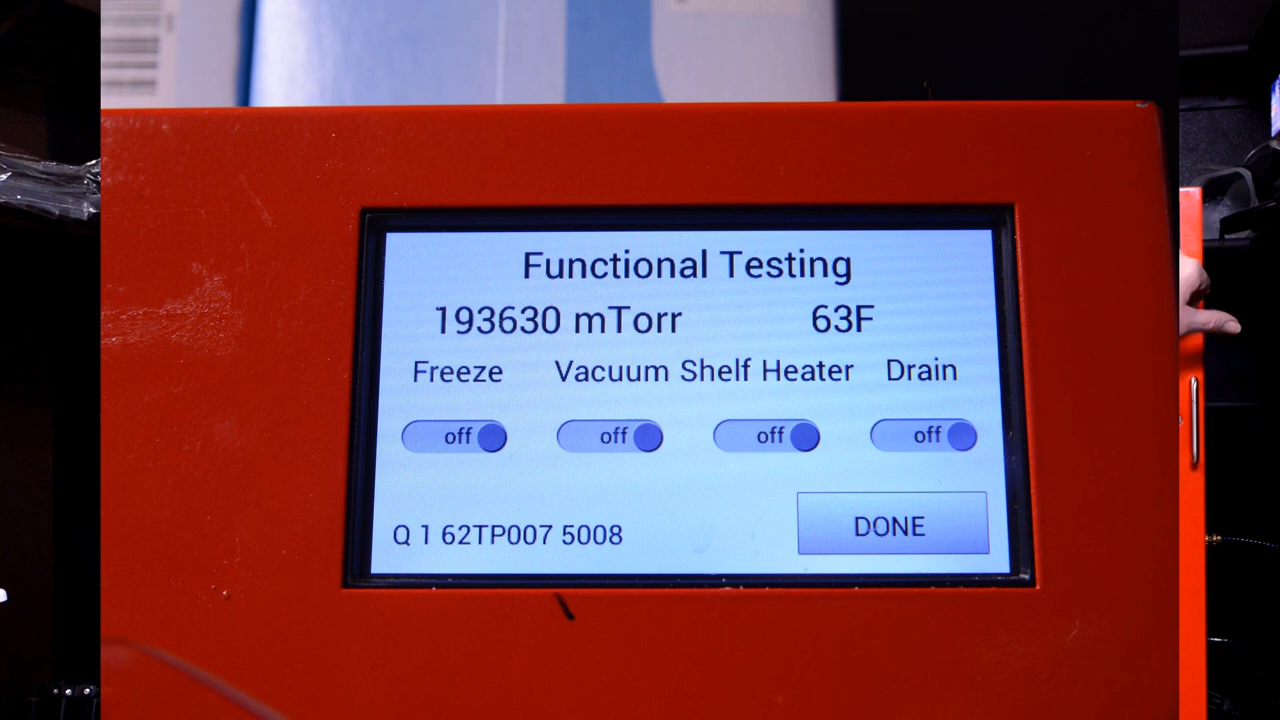 Functional Testing
193630 mTorr 63F
Freeze Vacuum Shelf Heater Drain
off off off off
Q 1 62TP007 5008
DONE